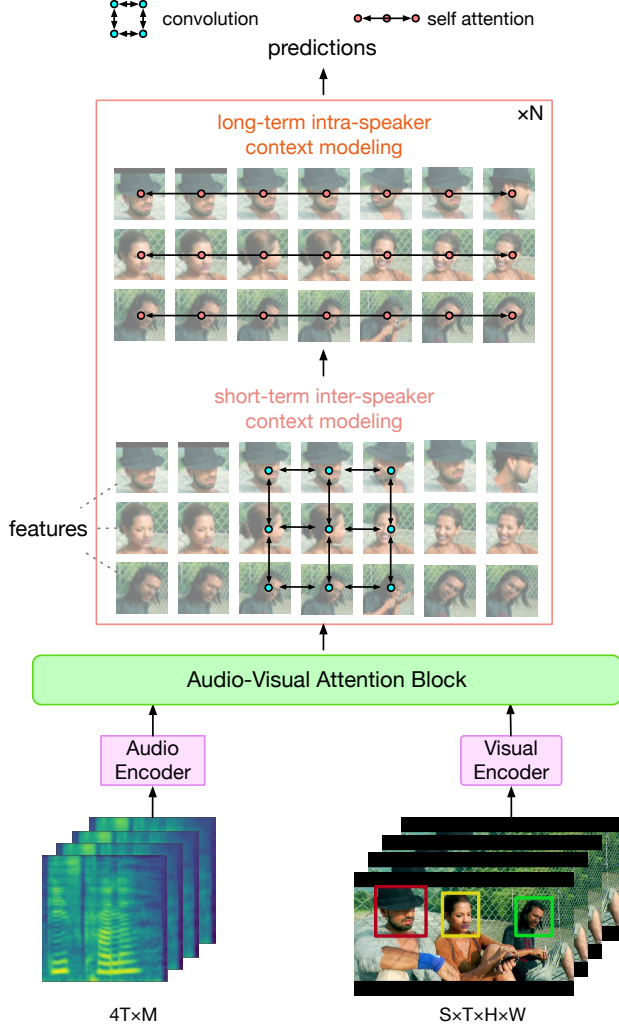 convolution
self attention
predictions
×N
long-term intra-speaker
context modeling
short-term inter-speaker
context modeling
features
Audio-Visual Attention Block
Audio
Encoder
Visual
Encoder
4T×M
S×T×H×W